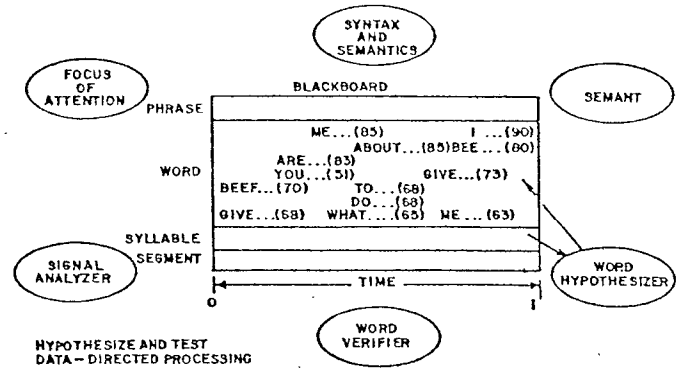 SYNTAX
AND
SEMANTICS
FOCUS
OF
ATTENTION
BLACKBOARD
SEMANT
PHRASE
ME...(85) I ...(90)
ABOUT...(85)BEE...(80)
ARE...(83)
WORD
YOU...(51) GIVE...(73)
BEEF...(70) TO...(68)
DO...(68)
GIVE...(68) WHAT....(65) ME...(63)
SYLLABLE
SEGMENT
SIGNAL
ANALYZER
WORD
HYPOTHESIZER
TIME
0 1
WORD
VERIFIER
HYPOTHESIZE AND TEST
DATA-DIRECTED PROCESSING